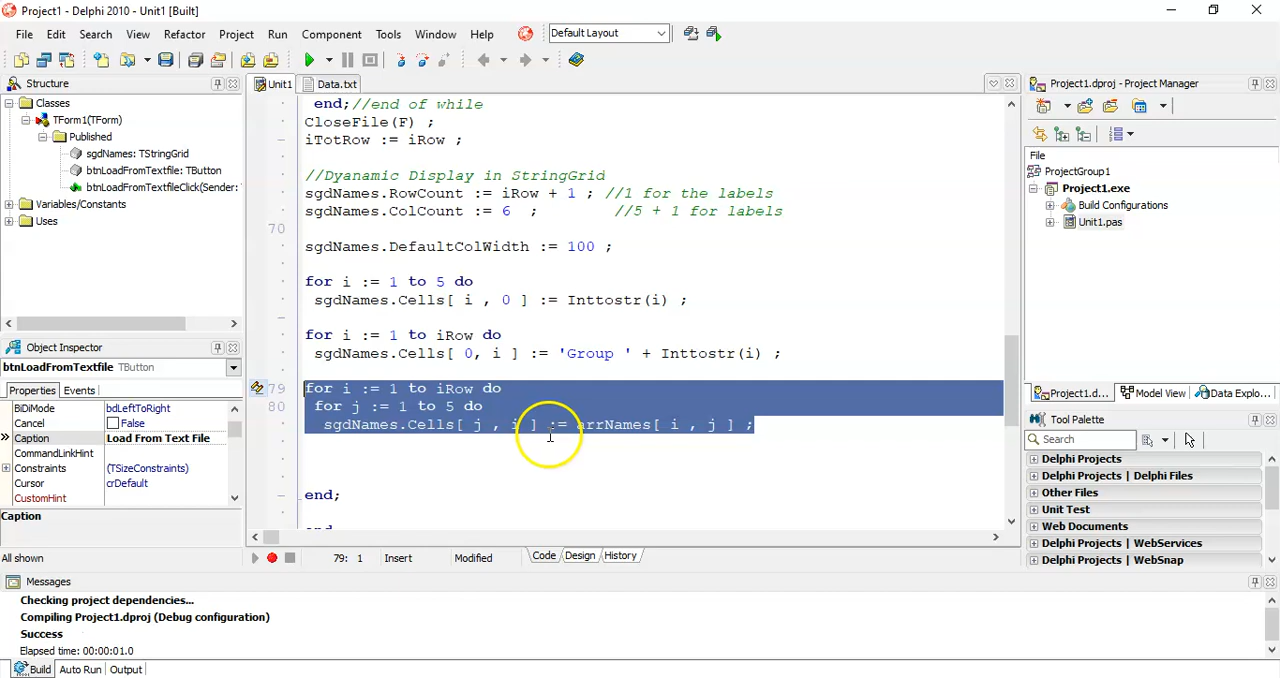 Project1 - Delphi 2010 - Unit1 [Built]
File Edit Search View Refactor Project Run Component Tools Window Help
Default Layout
Structure
Classes
TForm1(TForm)
Published
sgdNames: TStringGrid
btnLoadFromTextfile: TButton
btnLoadFromTextfileClick(Sender:
Variables/Constants
Uses
Object Inspector
btnLoadFromTextfile TButton
Properties Events
BiDiMode bdLeftToRight
Cancel False
Caption Load From Text File
CommandLinkHint
Constraints (TSizeConstraints)
Cursor crDefault
CustomHint
Caption
All shown
Unit1 Data.txt
end;//end of while
CloseFile(F) ;
iTotRow := iRow ;
//Dyanamic Display in StringGrid
sgdNames.RowCount := iRow + 1 ; //1 for the labels
sgdNames.ColCount := 6 ; //5 + 1 for labels
70
sgdNames.DefaultColWidth := 100 ;
for i := 1 to 5 do
sgdNames.Cells[ i , 0 ] := Inttostr(i) ;
for i := 1 to iRow do
sgdNames.Cells[ 0, i ] := 'Group ' + Inttostr(i) ;
79 for i := 1 to iRow do
80 for j := 1 to 5 do
sgdNames.Cells[ j , i ] := arrNames[ i , j ] ;
end;
end.
79: 1 Insert Modified Code Design History
Project1.dproj - Project Manager
File
ProjectGroup1
Project1.exe
Build Configurations
Unit1.pas
Project1.d... Model View Data Explo...
Tool Palette
Search
Delphi Projects
Delphi Projects | Delphi Files
Other Files
Unit Test
Web Documents
Delphi Projects | WebServices
Delphi Projects | WebSnap
Messages
Checking project dependencies...
Compiling Project1.dproj (Debug configuration)
Success
Elapsed time: 00:00:01.0
Build Auto Run Output